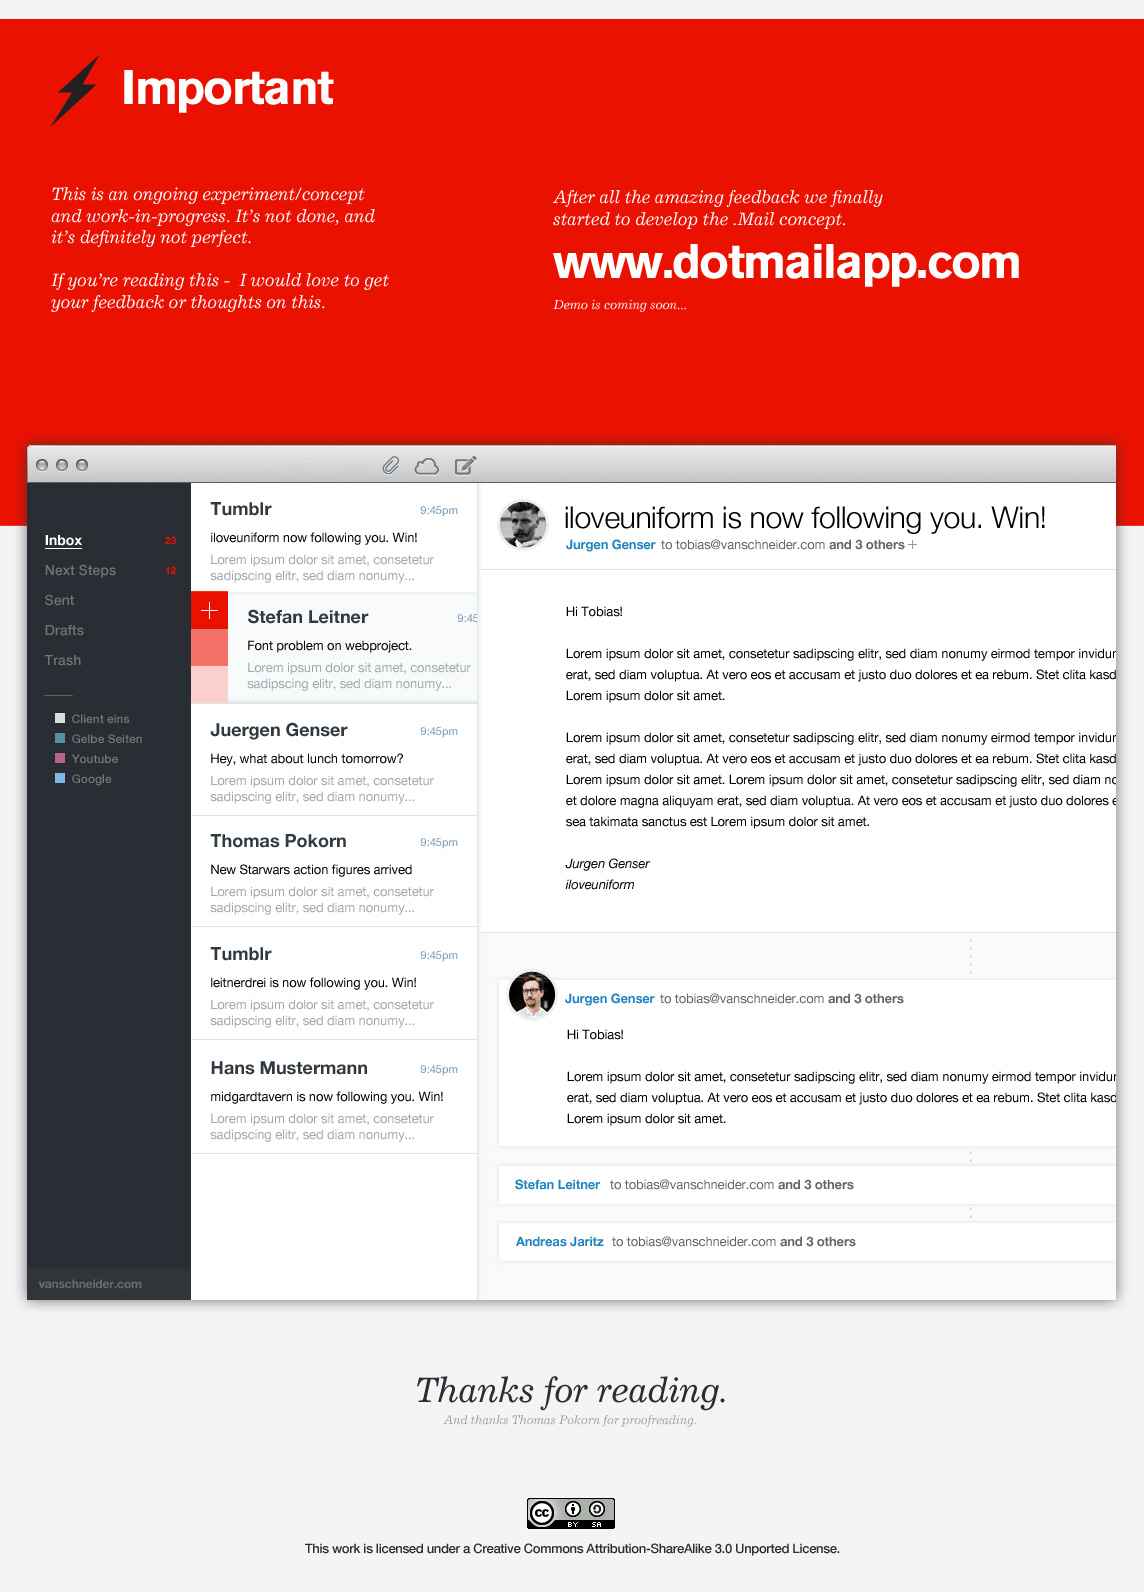 Important
This is an ongoing experiment/concept
and work-in-progress. It's not done, and
it's definitely not perfect.
If you're reading this - I would love to get
your feedback or thoughts on this.
After all the amazing feedback we finally
started to develop the .Mail concept.
www.dotmailapp.com
Demo is coming soon...
Inbox 23
Next Steps 12
Sent
Drafts
Trash
Client eins
Gelbe Seiten
Youtube
Google
vanschneider.com
Tumblr 9:45pm
iloveuniform now following you. Win!
Lorem ipsum dolor sit amet, consetetur
sadipscing elitr, sed diam nonumy...
Stefan Leitner 9:45
Font problem on webproject.
Lorem ipsum dolor sit amet, consetetur
sadipscing elitr, sed diam nonumy...
Juergen Genser 9:45pm
Hey, what about lunch tomorrow?
Lorem ipsum dolor sit amet, consetetur
sadipscing elitr, sed diam nonumy...
Thomas Pokorn 9:45pm
New Starwars action figures arrived
Lorem ipsum dolor sit amet, consetetur
sadipscing elitr, sed diam nonumy...
Tumblr 9:45pm
leitnerdrei is now following you. Win!
Lorem ipsum dolor sit amet, consetetur
sadipscing elitr, sed diam nonumy...
Hans Mustermann 9:45pm
midgardtavern is now following you. Win!
Lorem ipsum dolor sit amet, consetetur
sadipscing elitr, sed diam nonumy...
iloveuniform is now following you. Win!
Jurgen Genser to tobias@vanschneider.com and 3 others +
Hi Tobias!
Lorem ipsum dolor sit amet, consetetur sadipscing elitr, sed diam nonumy eirmod tempor invidur
erat, sed diam voluptua. At vero eos et accusam et justo duo dolores et ea rebum. Stet clita kasd
Lorem ipsum dolor sit amet.
Lorem ipsum dolor sit amet, consetetur sadipscing elitr, sed diam nonumy eirmod tempor invidur
erat, sed diam voluptua. At vero eos et accusam et justo duo dolores et ea rebum. Stet clita kasd
Lorem ipsum dolor sit amet. Lorem ipsum dolor sit amet, consetetur sadipscing elitr, sed diam no
et dolore magna aliquyam erat, sed diam voluptua. At vero eos et accusam et justo duo dolores e
sea takimata sanctus est Lorem ipsum dolor sit amet.
Jurgen Genser
iloveuniform
Jurgen Genser to tobias@vanschneider.com and 3 others
Hi Tobias!
Lorem ipsum dolor sit amet, consetetur sadipscing elitr, sed diam nonumy eirmod tempor invidur
erat, sed diam voluptua. At vero eos et accusam et justo duo dolores et ea rebum. Stet clita kasd
Lorem ipsum dolor sit amet.
Stefan Leitner to tobias@vanschneider.com and 3 others
Andreas Jaritz to tobias@vanschneider.com and 3 others
Thanks for reading.
And thanks Thomas Pokorn for proofreading.
cc BY SA
This work is licensed under a Creative Commons Attribution-ShareAlike 3.0 Unported License.